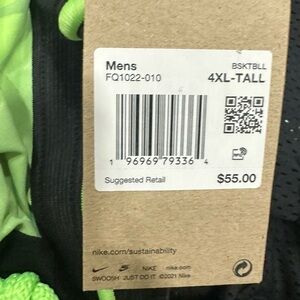 Mens BSKTBLL
FQ1022-010 4XL-TALL
1 96969 79336 4
Suggested Retail $55.00
nike.com/sustainability
NIKE nike.com
SWOOSH JUST DO IT ©2021 Nike